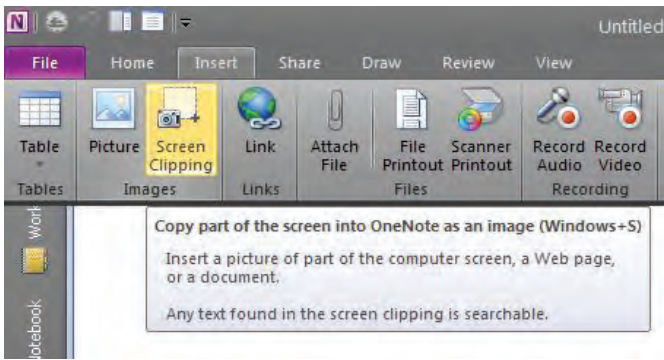 Untitled
File Home Insert Share Draw Review View
Table Picture Screen Clipping Link Attach File File Printout Scanner Printout Record Audio Record Video
Tables Images Links Files Recording
Work
Copy part of the screen into OneNote as an image (Windows+S)
Insert a picture of part of the computer screen, a Web page,
or a document.
Any text found in the screen clipping is searchable.
Notebook